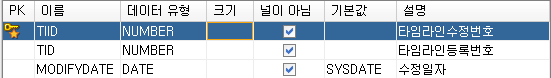 PK 이름 데이터 유형 크기 널이 아님 기본값 설명
TIID NUMBER 타임라인수정번호
TID NUMBER 타임라인등록번호
MODIFYDATE DATE SYSDATE 수정일자